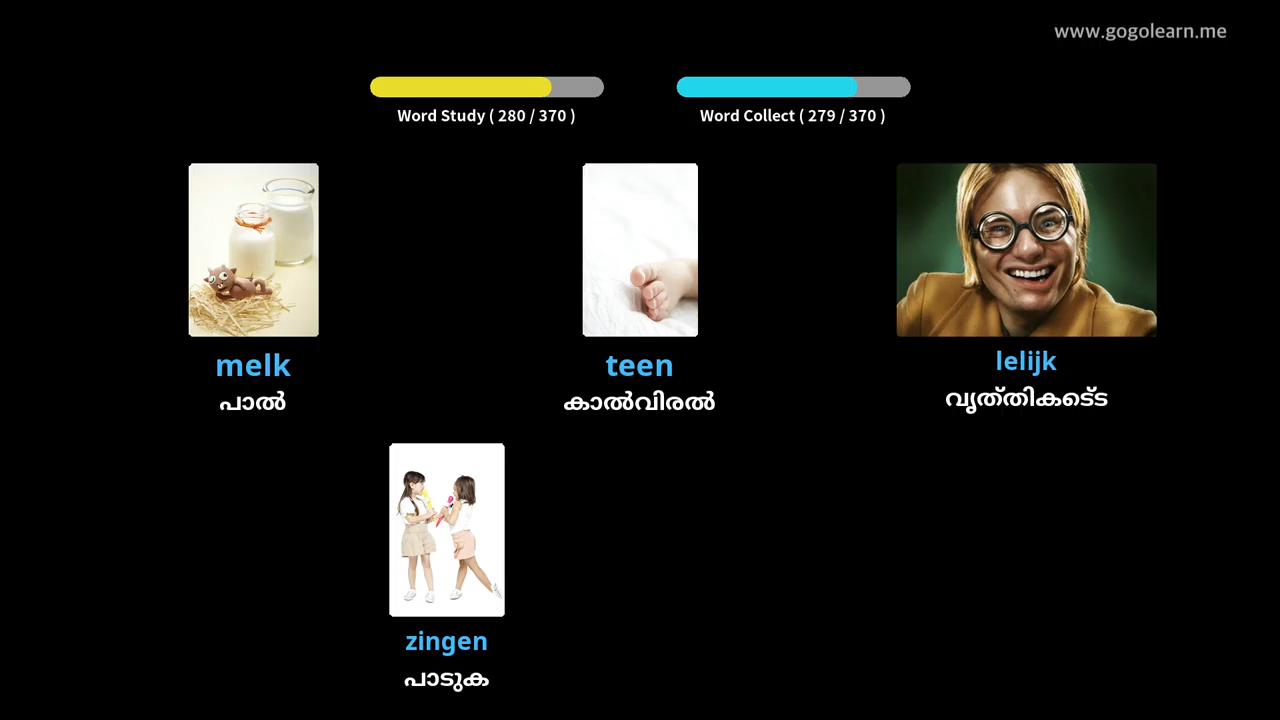 www.gogolearn.me
Word Study ( 280 / 370 )
Word Collect ( 279 / 370 )
melk
teen
lelijk
പാൽ
കാൽവിരൽ
വൃത്തികെട്ട
zingen
പാടുക